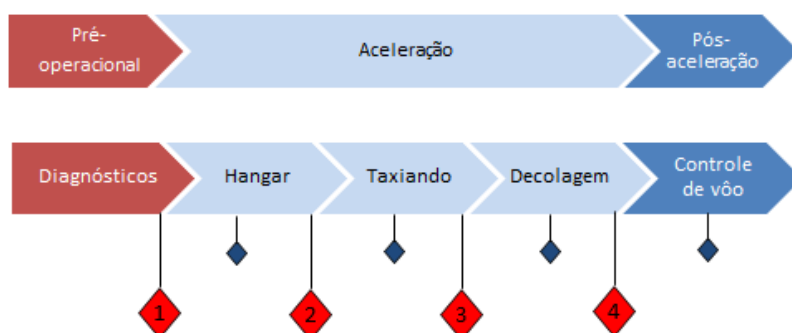 Pré-
operacional
Aceleração
Pós-
aceleração
Diagnósticos
Hangar
Taxiando
Decolagem
Controle
de vôo
1
2
3
4